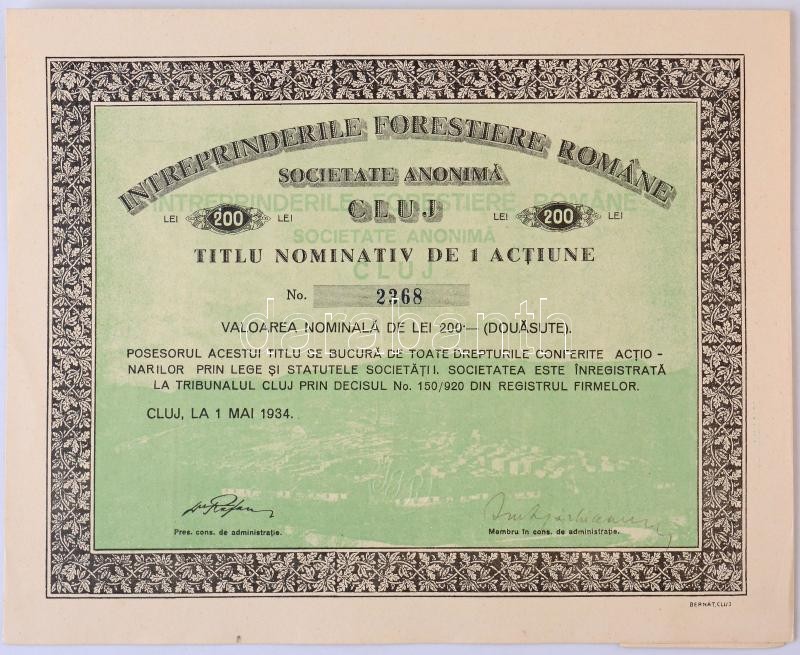 INTREPRINDERILE FORESTIERE ROMÂNE
SOCIETATE ANONIMĂ
INTREPRINDERILE FORESTIERE ROMÂNE
LEI 200 LEI CLUJ LEI 200 LEI
SOCIETATE ANONIMĂ
TITLU NOMINATIV DE 1 ACȚIUNE
CLUJ
No. 2268
darabanth
VALOAREA NOMINALĂ DE LEI 200·— (DOUĂSUTE).
POSESORUL ACESTUI TITLU SE BUCURĂ DE TOATE DREPTURILE CONFERITE ACȚIO-
NARILOR PRIN LEGE ȘI STATUTELE SOCIETĂȚII. SOCIETATEA ESTE ÎNREGISTRATĂ
LA TRIBUNALUL CLUJ PRIN DECISUL No. 150/920 DIN REGISTRUL FIRMELOR.
CLUJ, LA 1 MAI 1934.
Pres. cons. de administrație.
Membru în cons. de administrație.
BERNAT, CLUJ